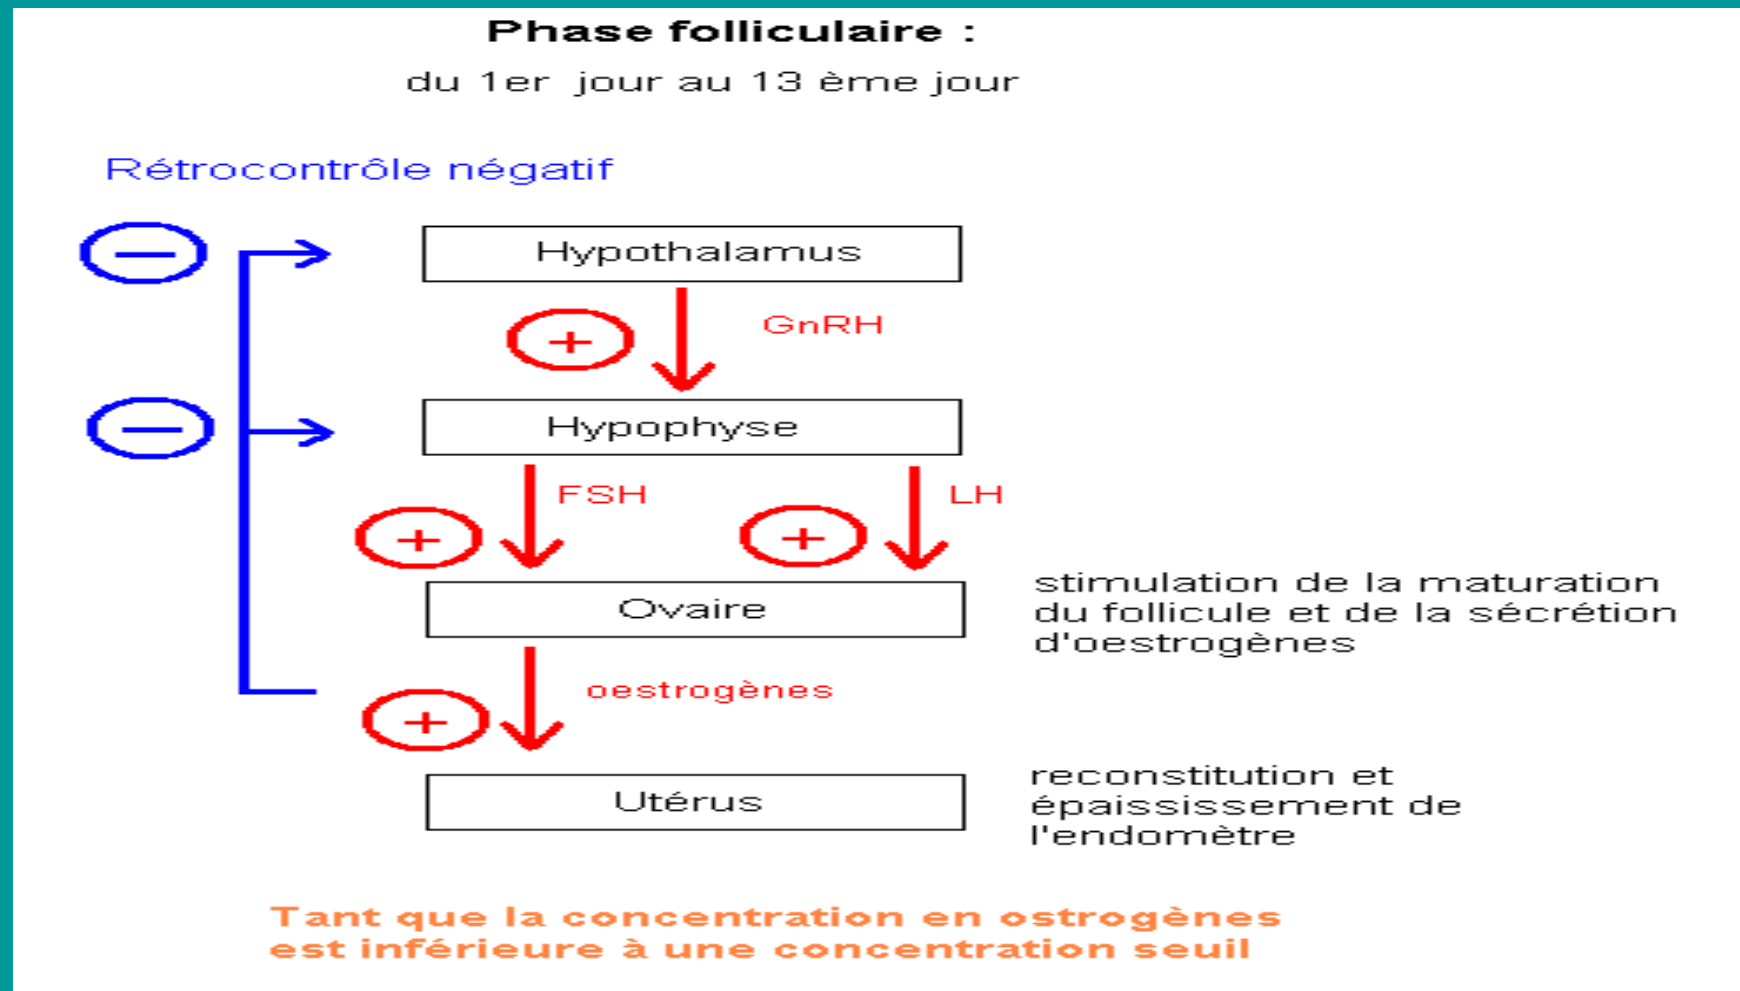 Phase folliculaire :
du 1er jour au 13 ème jour
Rétrocontrôle négatif
Hypothalamus
+
GnRH
Hypophyse
FSH
LH
+
+
Ovaire
stimulation de la maturation
du follicule et de la sécrétion
d'oestrogènes
oestrogènes
+
Utérus
reconstitution et
épaississement de
l'endomètre
Tant que la concentration en ostrogènes
est inférieure à une concentration seuil